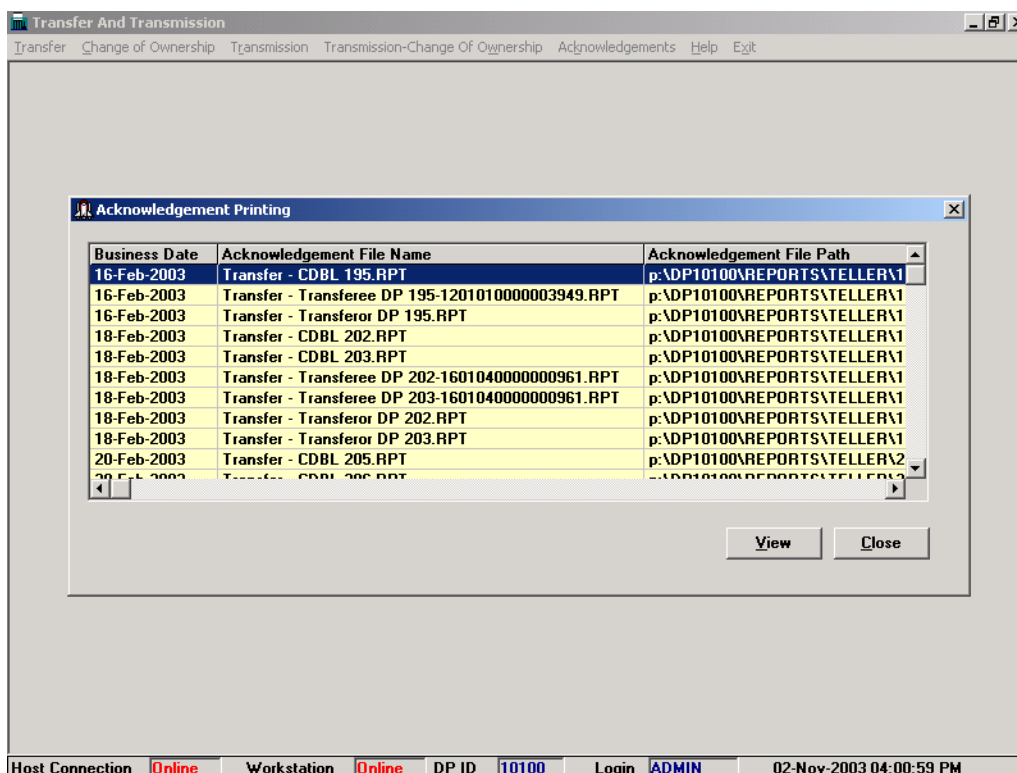 Transfer And Transmission
Transfer Change of Ownership Transmission Transmission-Change Of Ownership Acknowledgements Help Exit
Acknowledgement Printing
Business Date Acknowledgement File Name Acknowledgement File Path
16-Feb-2003 Transfer - CDBL 195.RPT p:\DP10100\REPORTS\TELLER\1
16-Feb-2003 Transfer - Transferee DP 195-1201010000003949.RPT p:\DP10100\REPORTS\TELLER\1
16-Feb-2003 Transfer - Transferor DP 195.RPT p:\DP10100\REPORTS\TELLER\1
18-Feb-2003 Transfer - CDBL 202.RPT p:\DP10100\REPORTS\TELLER\1
18-Feb-2003 Transfer - CDBL 203.RPT p:\DP10100\REPORTS\TELLER\1
18-Feb-2003 Transfer - Transferee DP 202-1601040000000961.RPT p:\DP10100\REPORTS\TELLER\1
18-Feb-2003 Transfer - Transferee DP 203-1601040000000961.RPT p:\DP10100\REPORTS\TELLER\1
18-Feb-2003 Transfer - Transferor DP 202.RPT p:\DP10100\REPORTS\TELLER\1
18-Feb-2003 Transfer - Transferor DP 203.RPT p:\DP10100\REPORTS\TELLER\1
20-Feb-2003 Transfer - CDBL 205.RPT p:\DP10100\REPORTS\TELLER\2
View Close
Host Connection Online Workstation Online DP ID 10100 Login ADMIN 02-Nov-2003 04:00:59 PM